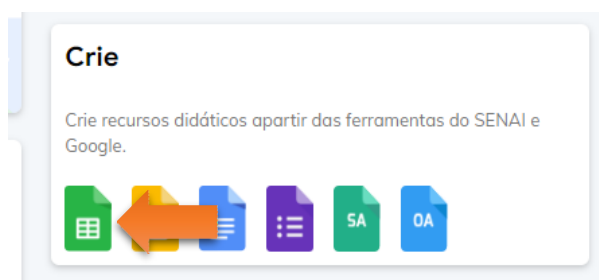 Crie
Crie recursos didáticos apartir das ferramentas do SENAI e
Google.
SA OA